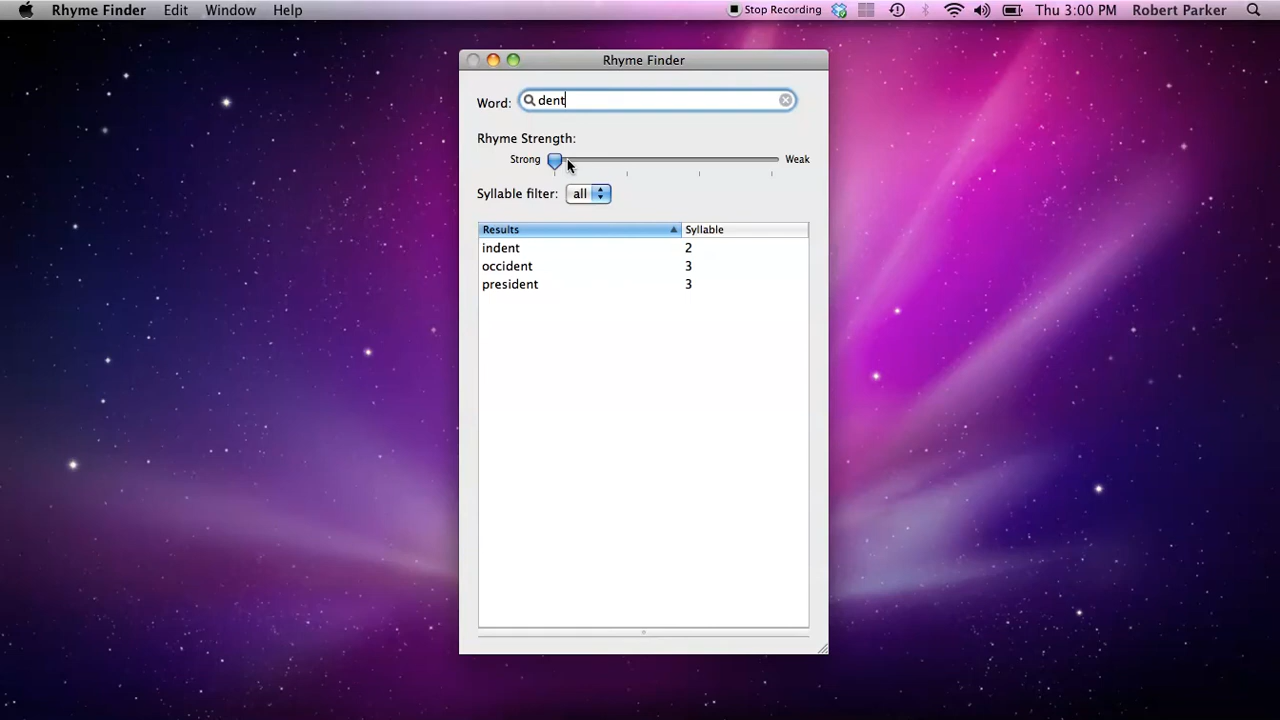 Rhyme Finder Edit Window Help Stop Recording Thu 3:00 PM Robert Parker
Rhyme Finder
Word: dent
Rhyme Strength:
Strong Weak
Syllable filter: all
Results Syllable
indent 2
occident 3
president 3